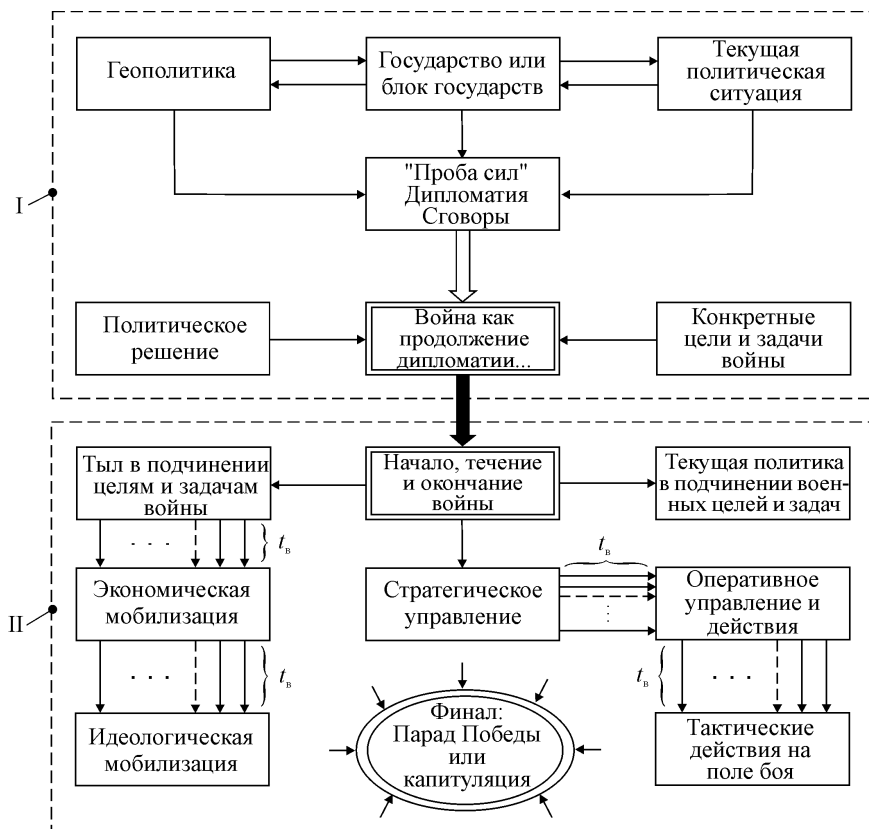 Геополитика
Государство или
блок государств
Текущая
политическая
ситуация
"Проба сил"
Дипломатия
Сговоры
I
Политическое
решение
Война как
продолжение
дипломатии...
Конкретные
цели и задачи
войны
Тыл в подчинении
целям и задачам
войны
Начало, течение
и окончание
войны
Текущая политика
в подчинении воен-
ных целей и задач
. . .
tв
tв
Экономическая
мобилизация
Стратегическое
управление
...
Оперативное
управление и
действия
II
. . .
tв
tв
. . .
Идеологическая
мобилизация
Финал:
Парад Победы
или
капитуляция
Тактические
действия на
поле боя